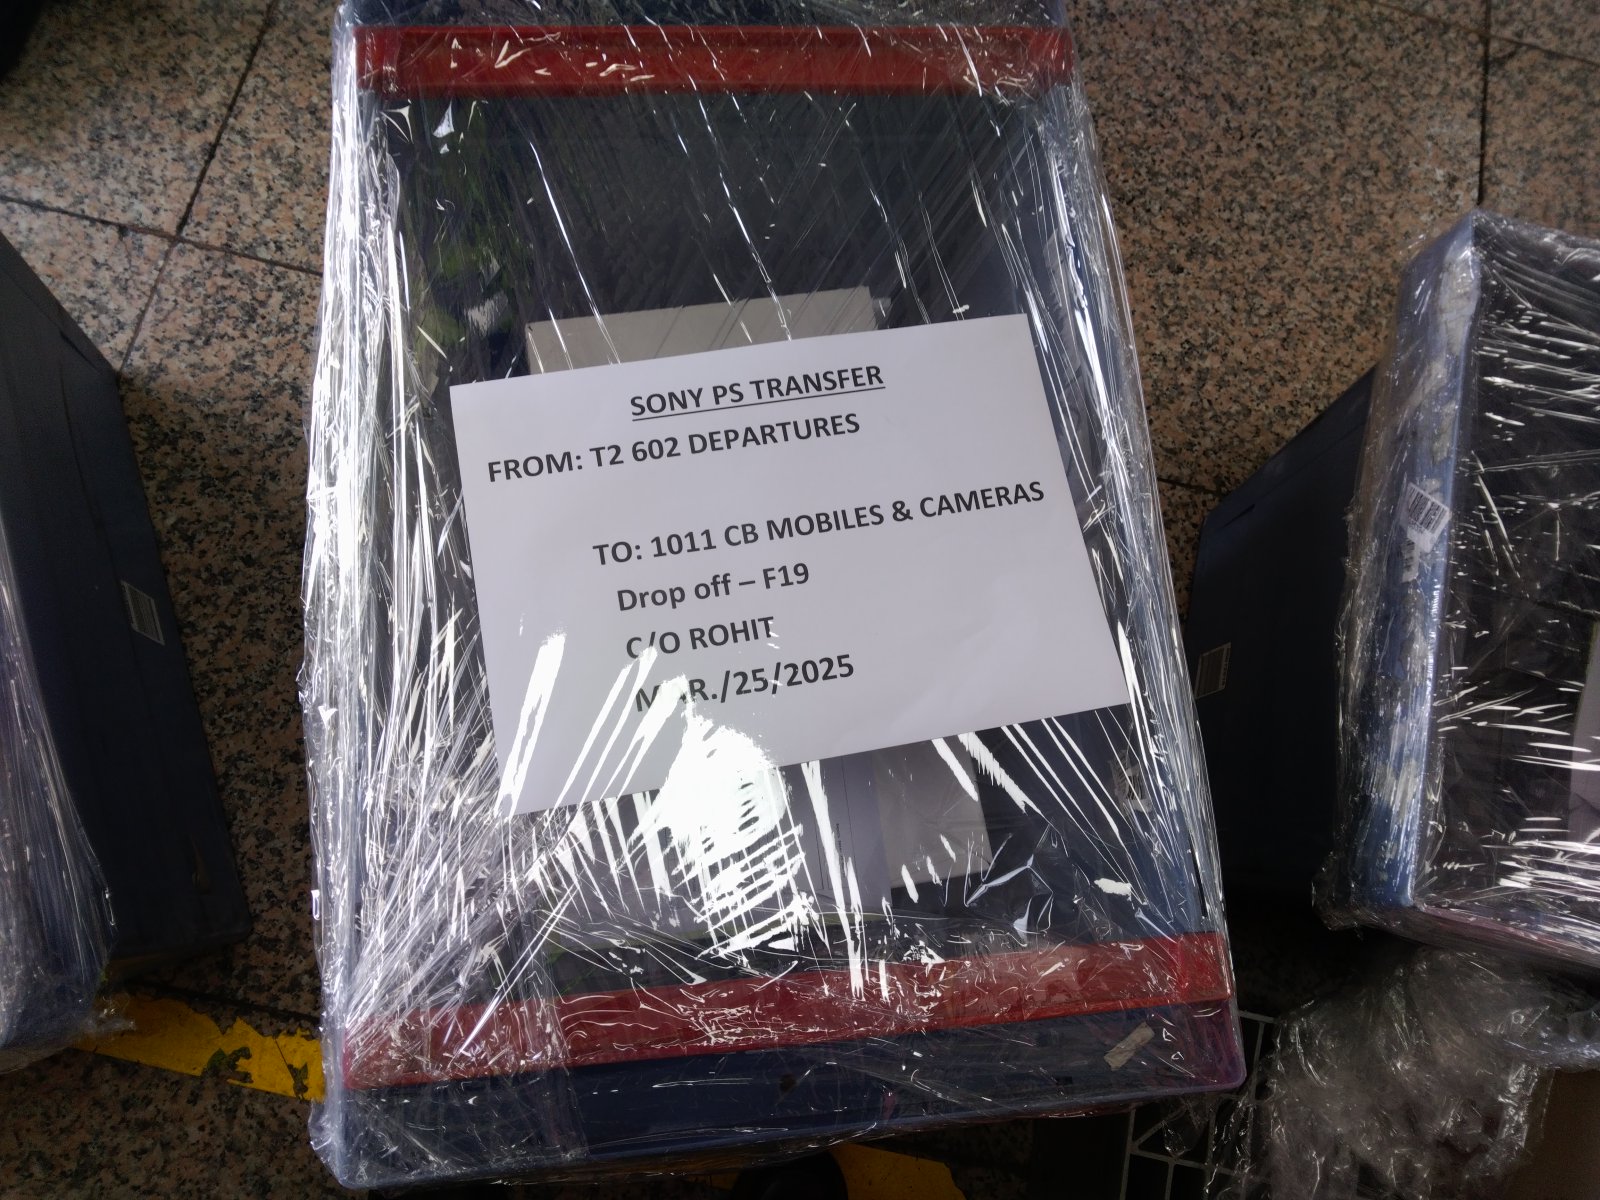 SONY PS TRANSFER
FROM: T2 602 DEPARTURES
TO: 1011 CB MOBILES & CAMERAS
Drop off – F19
C/O ROHIT
MAR./25/2025